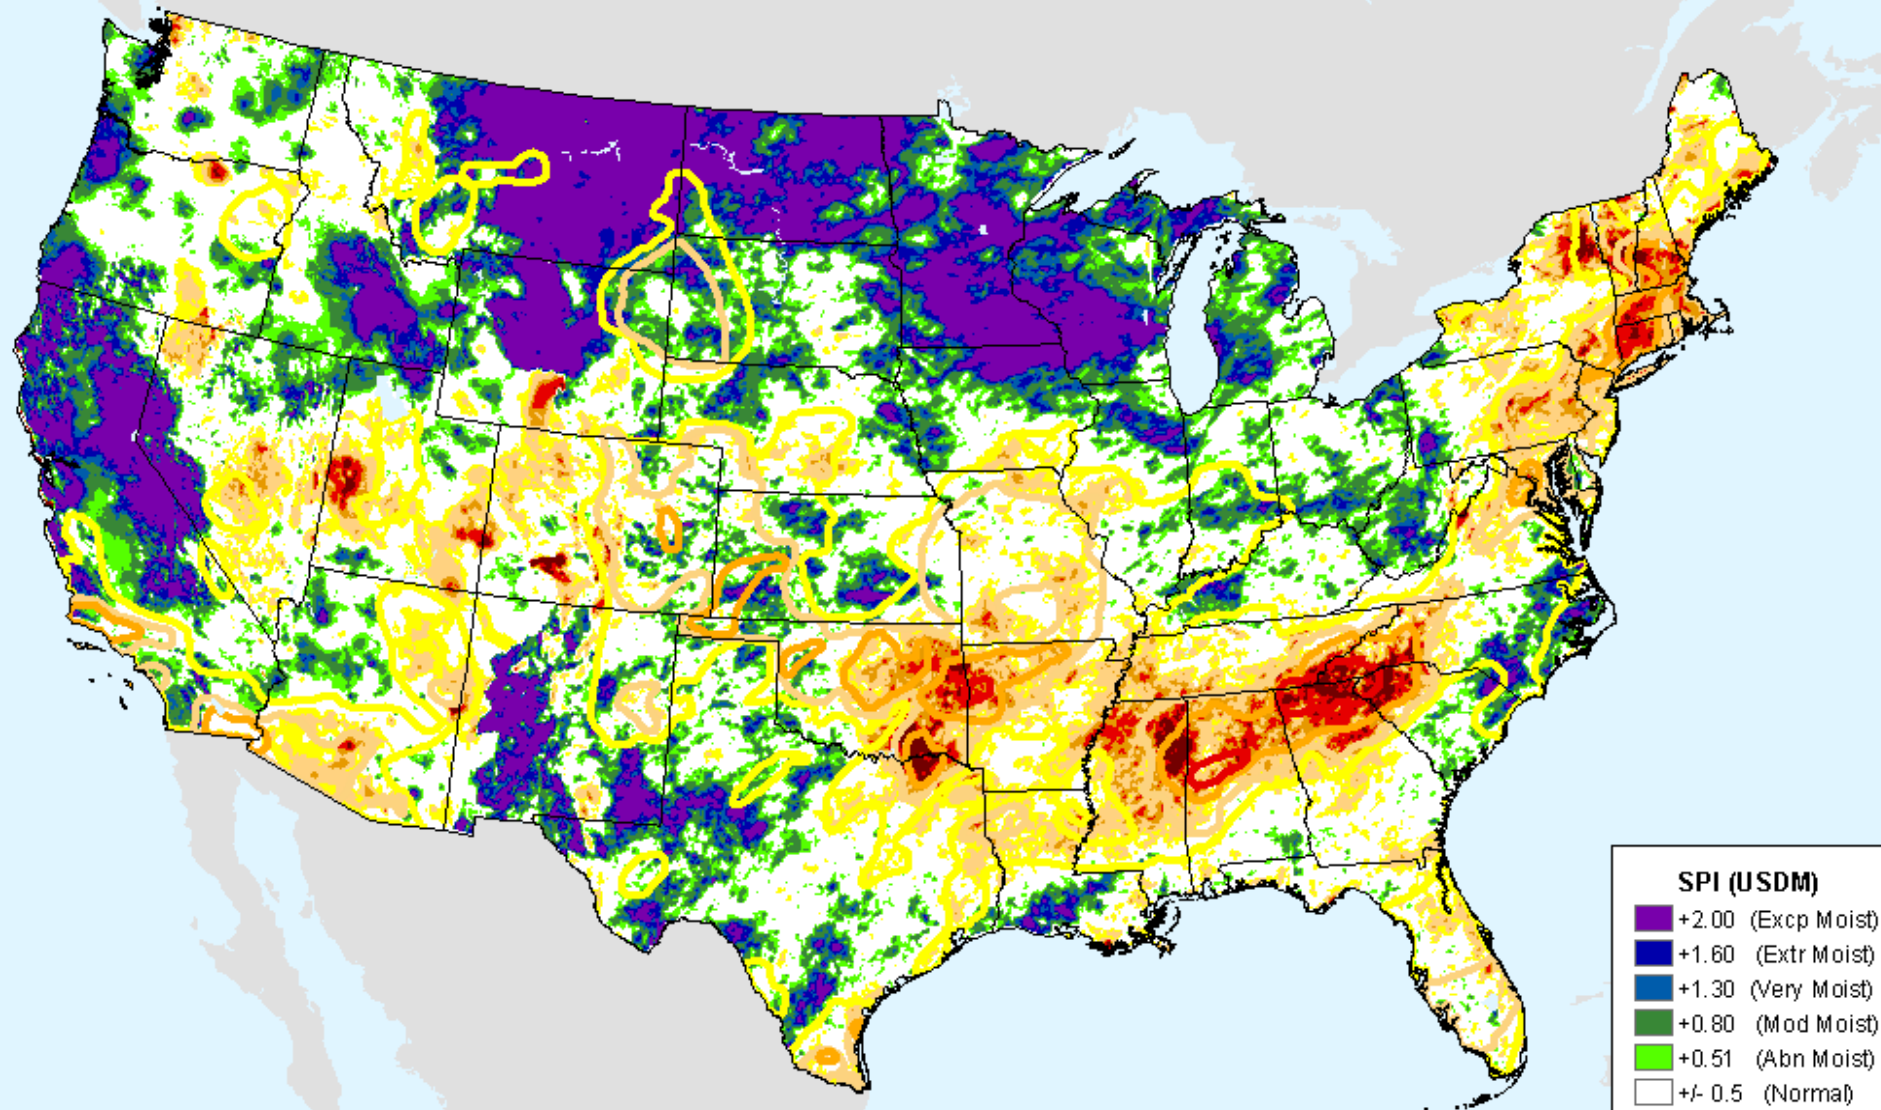 SPI (USDM)
+2.00 (Excp Moist)
+1.60 (Extr Moist)
+1.30 (Very Moist)
+0.80 (Mod Moist)
+0.51 (Abn Moist)
+/- 0.5 (Normal)